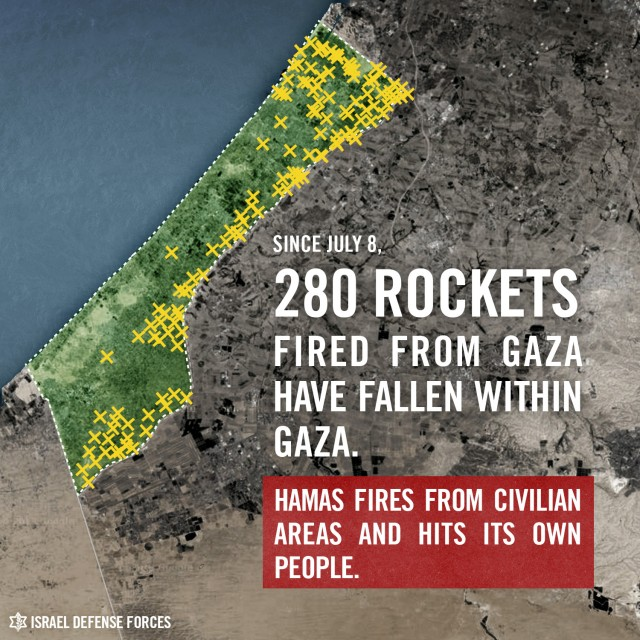 SINCE JULY 8,
280 ROCKETS
FIRED FROM GAZA
HAVE FALLEN WITHIN
GAZA.
HAMAS FIRES FROM CIVILIAN
AREAS AND HITS ITS OWN
PEOPLE.
ISRAEL DEFENSE FORCES